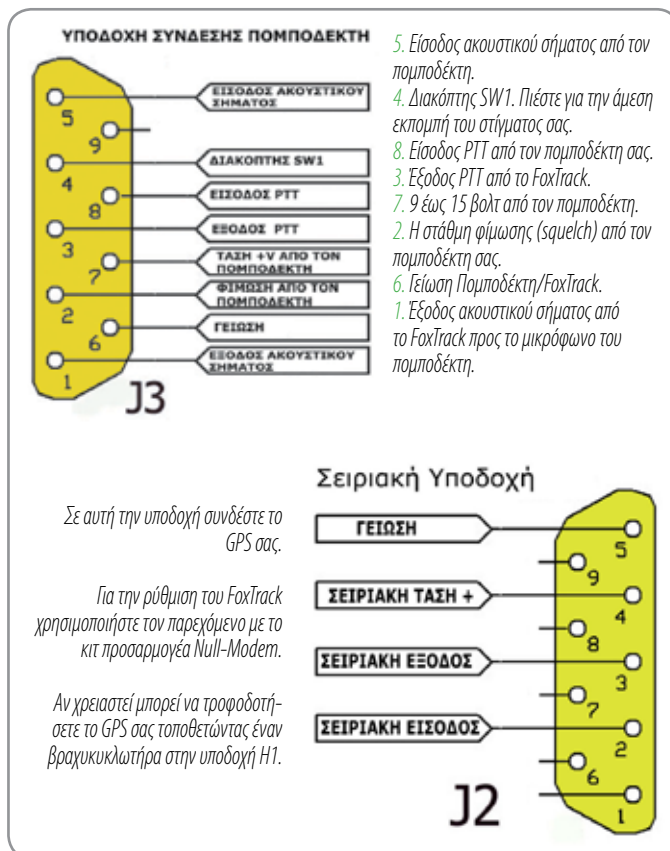 ΥΠΟΔΟΧΗ ΣΥΝΔΕΣΗΣ ΠΟΜΠΟΔΕΚΤΗ
5
9
4
8
3
7
2
6
1
ΕΙΣΟΔΟΣ ΑΚΟΥΣΤΙΚΟΥ
ΣΗΜΑΤΟΣ
ΔΙΑΚΟΠΤΗΣ SW1
ΕΙΣΟΔΟΣ PTT
ΕΞΟΔΟΣ PTT
ΤΑΣΗ +V ΑΠΟ ΤΟΝ
ΠΟΜΠΟΔΕΚΤΗ
ΦΙΜΩΣΗ ΑΠΟ ΤΟΝ
ΠΟΜΠΟΔΕΚΤΗ
ΓΕΙΩΣΗ
ΕΞΟΔΟΣ ΑΚΟΥΣΤΙΚΟΥ
ΣΗΜΑΤΟΣ
J3
5. Είσοδος ακουστικού σήματος από τον
πομποδέκτη.
4. Διακόπτης SW1. Πιέστε για την άμεση
εκπομπή του στίγματος σας.
8. Είσοδος PTT από τον πομποδέκτη σας.
3. Έξοδος PTT από το FoxTrack.
7. 9 έως 15 βολτ από τον πομποδέκτη.
2. Η στάθμη φίμωσης (squelch) από τον
πομποδέκτη σας.
6. Γείωση Πομποδέκτη/FoxTrack.
1. Έξοδος ακουστικού σήματος από
το FoxTrack προς το μικρόφωνο του
πομποδέκτη.
Σε αυτή την υποδοχή συνδέστε το
GPS σας.
Για την ρύθμιση του FoxTrack
χρησιμοποιήστε τον παρεχόμενο με το
κιτ προσαρμογέα Null-Modem.
Αν χρειαστεί μπορεί να τροφοδοτή-
σετε το GPS σας τοποθετώντας έναν
βραχυκυκλωτήρα στην υποδοχή H1.
Σειριακή Υποδοχή
ΓΕΙΩΣΗ
ΣΕΙΡΙΑΚΗ ΤΑΣΗ +
ΣΕΙΡΙΑΚΗ ΕΞΟΔΟΣ
ΣΕΙΡΙΑΚΗ ΕΙΣΟΔΟΣ
5
9
4
8
3
7
2
6
1
J2